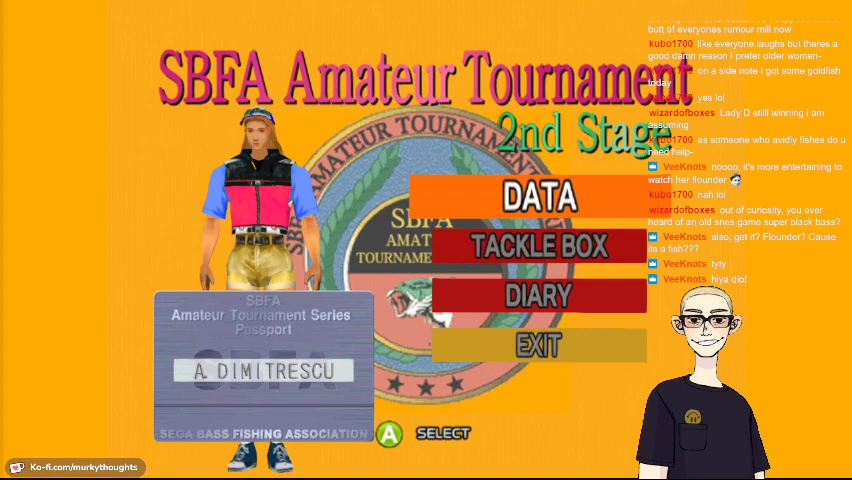 SBFA Amateur Tournament
2nd Stage
AMATEUR TOURNAMENT
SBFA
AMAT
TOURNAME
DATA
TACKLE BOX
DIARY
EXIT
SBFA
Amateur Tournament Series
Passport
A. DIMITRESCU
SEGA BASS FISHING ASSOCIATION
A SELECT
Ko-fi.com/murkythoughts
butt of everyones rumour mill now
kubo1700 like everyone laughs but theres a
good damn reason I prefer older women-
on a side note I got some goldfish
today
yes lol
wizardofboxes Lady D stilll winning i am
assuming
as someone who avidly fishes do u
need help-
VeeKnots noooo, it's more entertaining to
watch her flounder
kubo1700 nah lol
wizardofboxes out of curiosity, you ever
heard of an old snes game super black bass?
VeeKnots also, get it? Flounder? Cause
its a fish???
VeeKnots tyty
VeeKnots hiya dio!